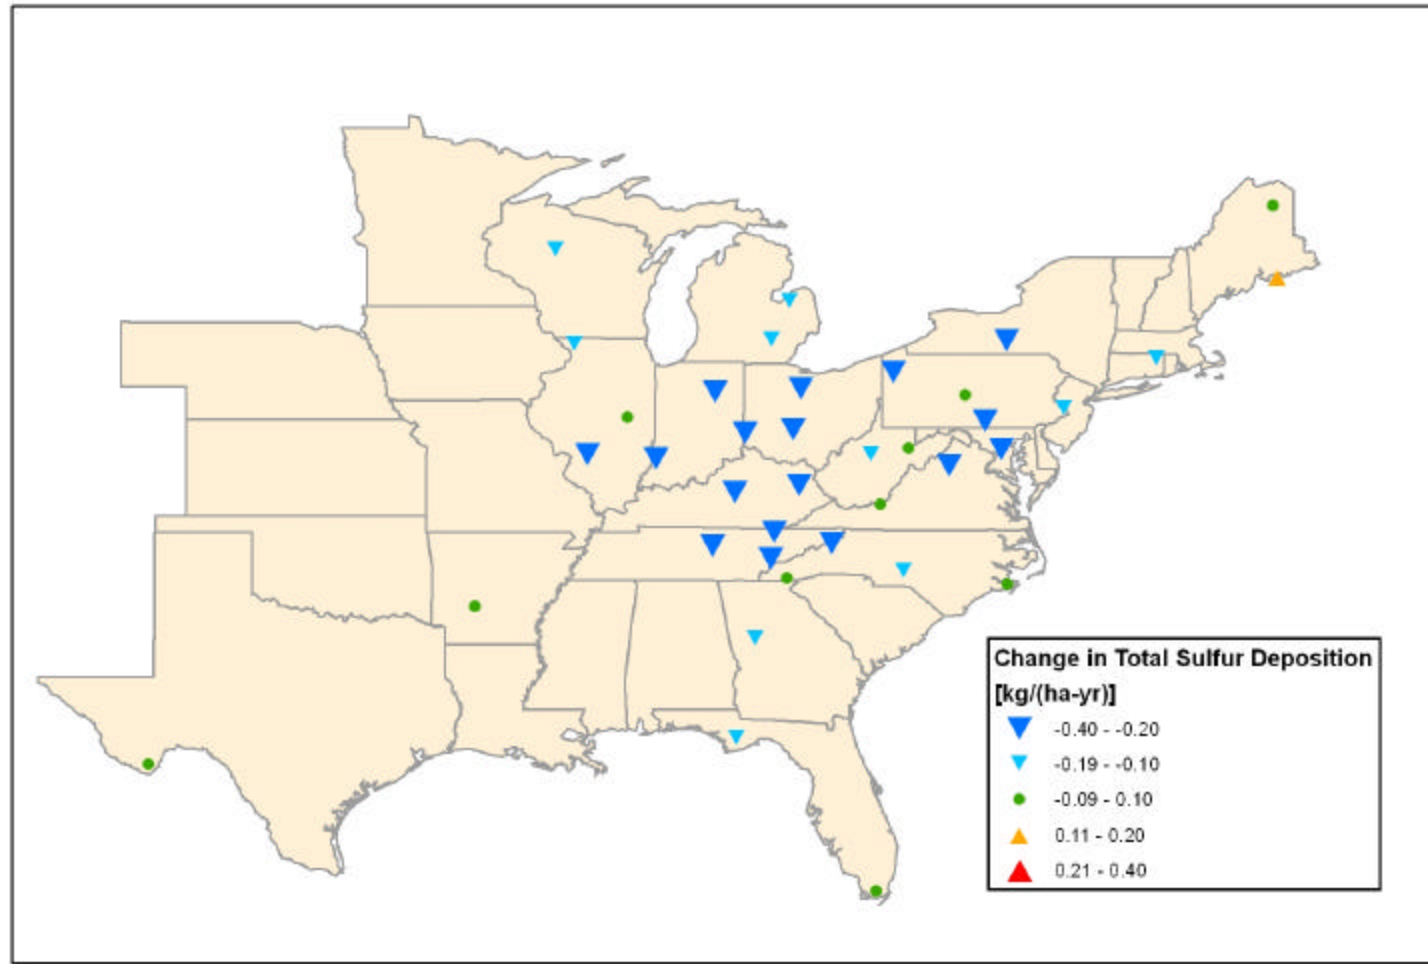 Change in Total Sulfur Deposition
[kg/(ha-yr)]
-0.40 - -0.20
-0.19 - -0.10
-0.09 - 0.10
0.11 - 0.20
0.21 - 0.40